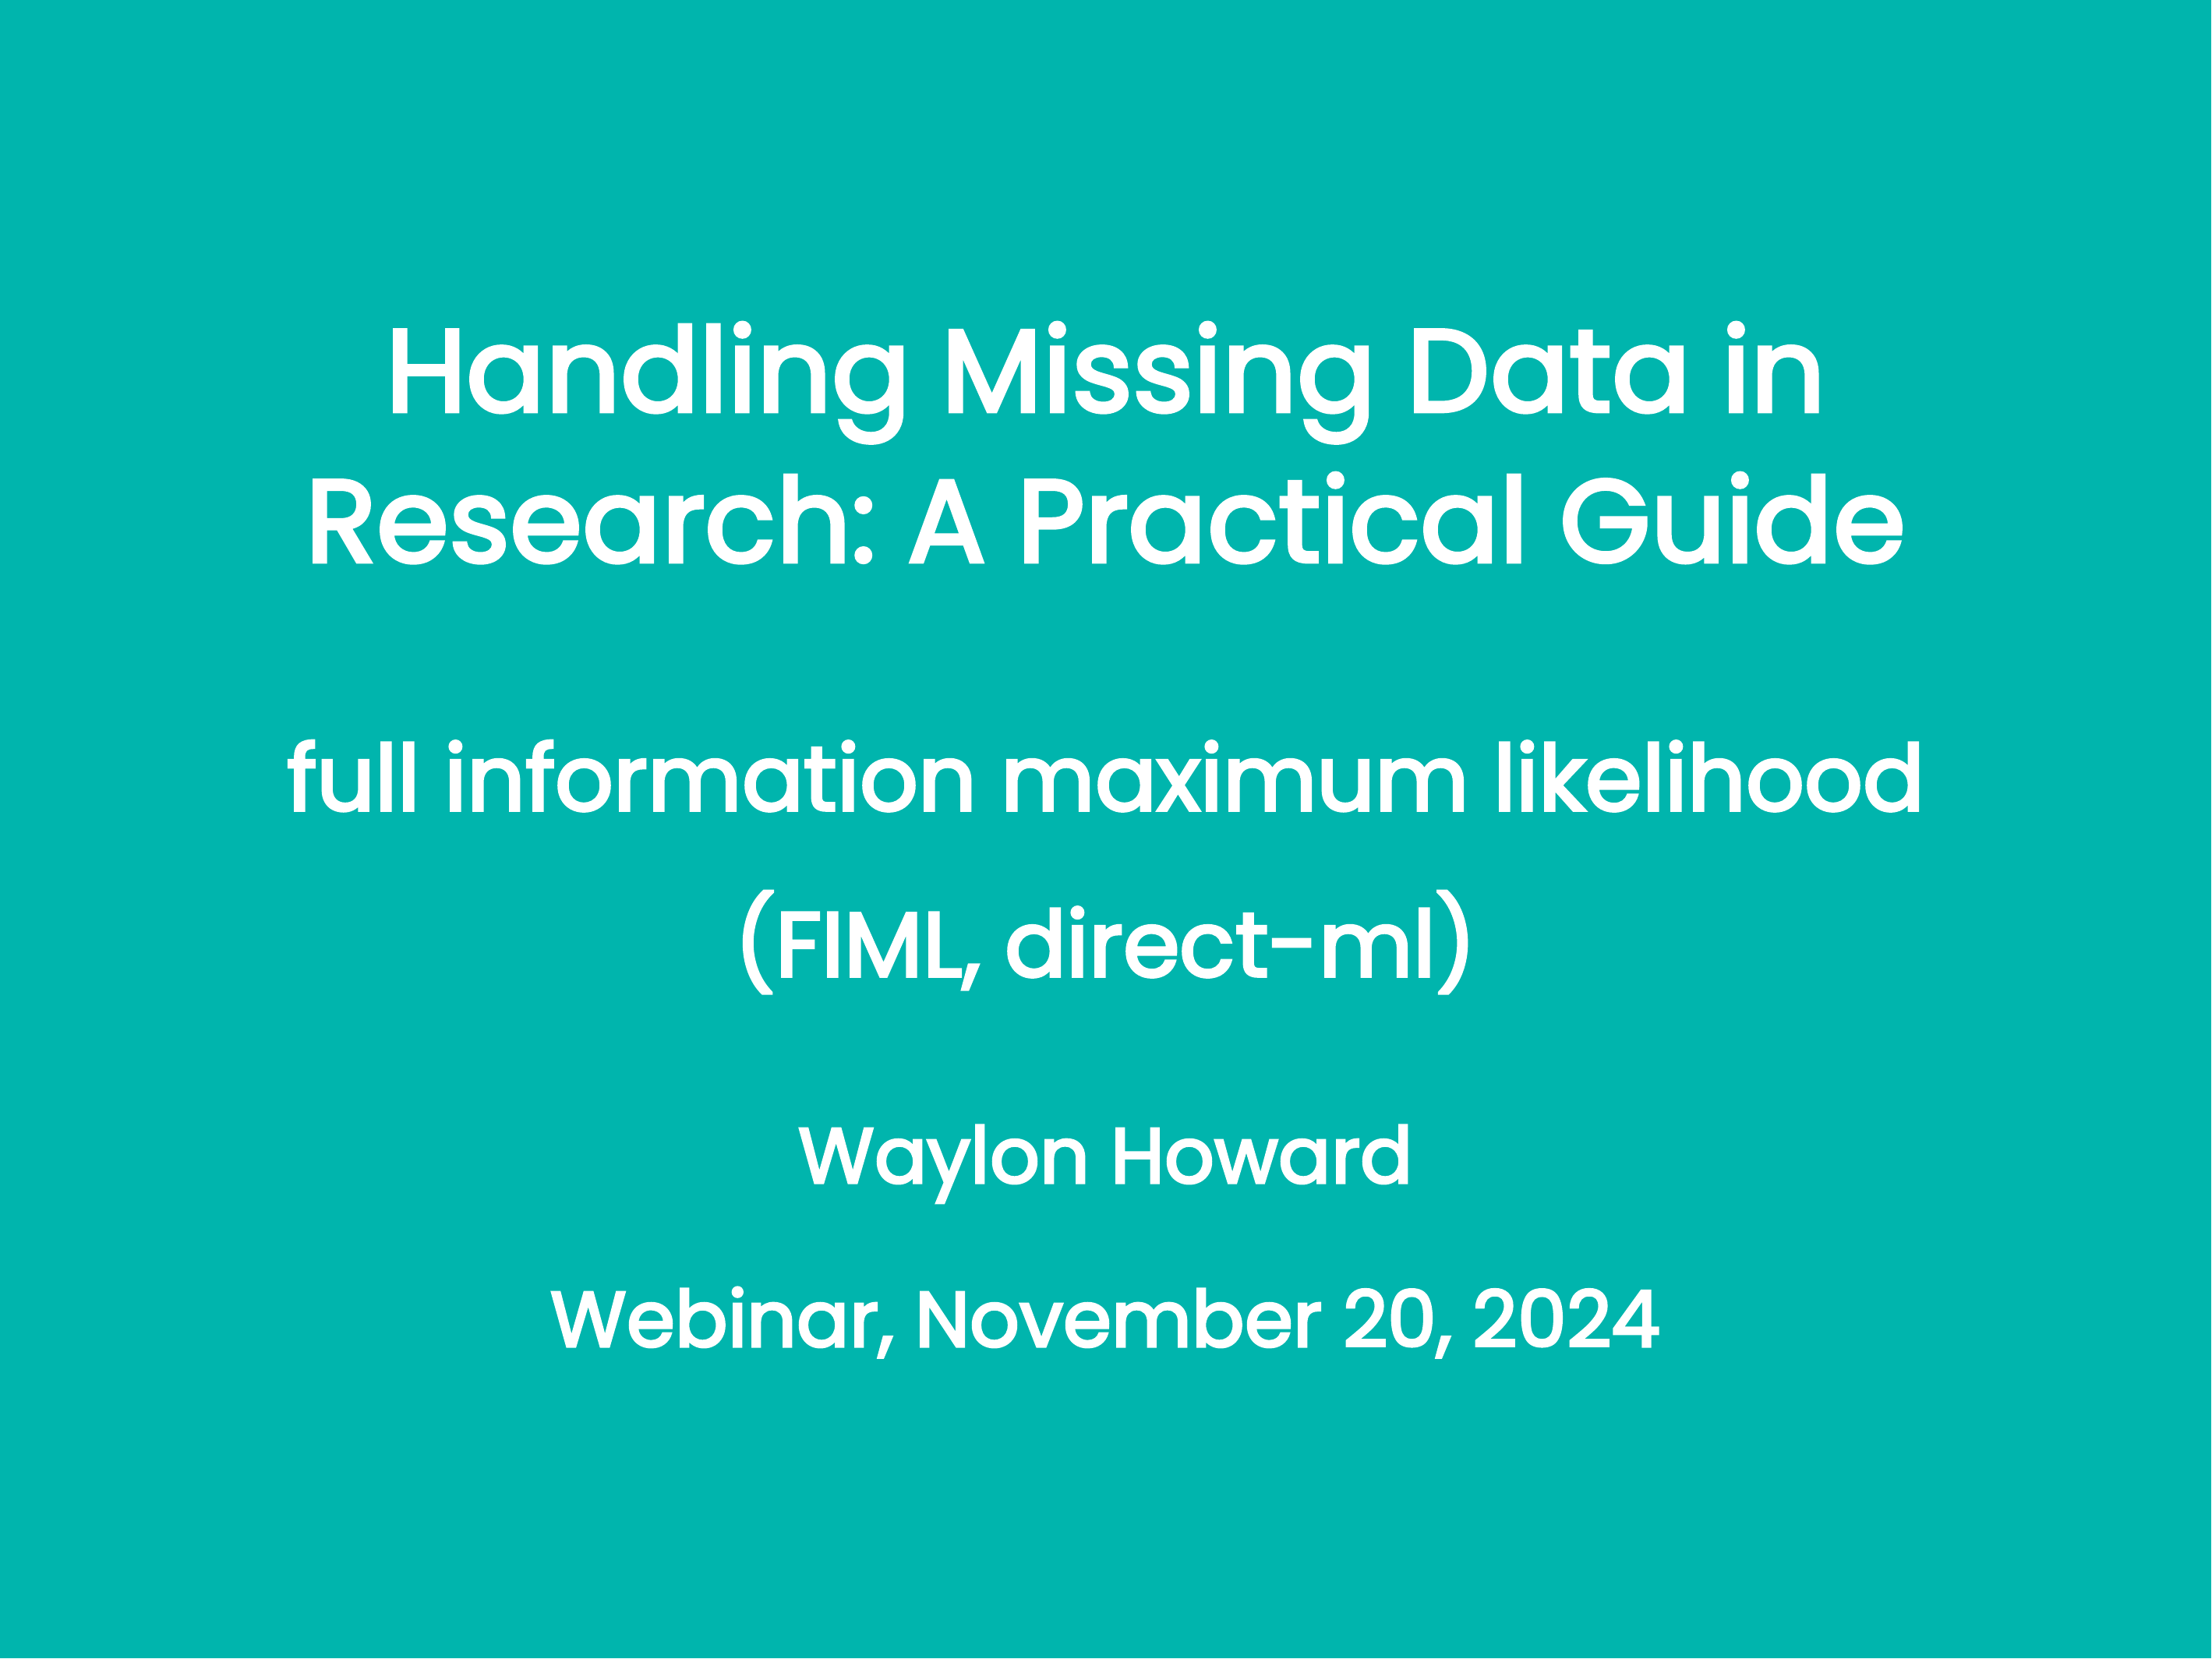 Handling Missing Data in
Research: A Practical Guide
full information maximum likelihood
(FIML, direct-ml)
Waylon Howard
Webinar, November 20, 2024